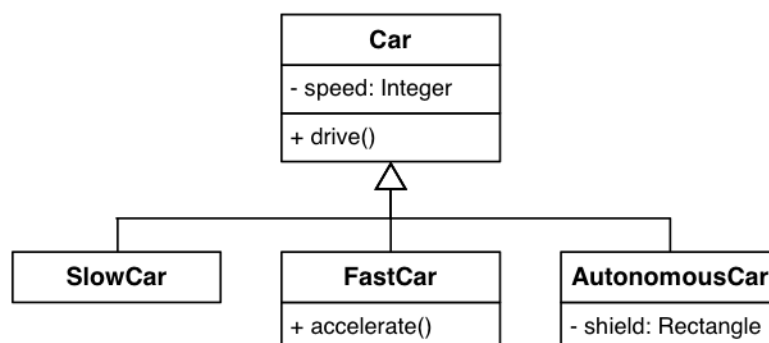 Car
- speed: Integer
+ drive()
SlowCar
FastCar
AutonomousCar
+ accelerate()
- shield: Rectangle